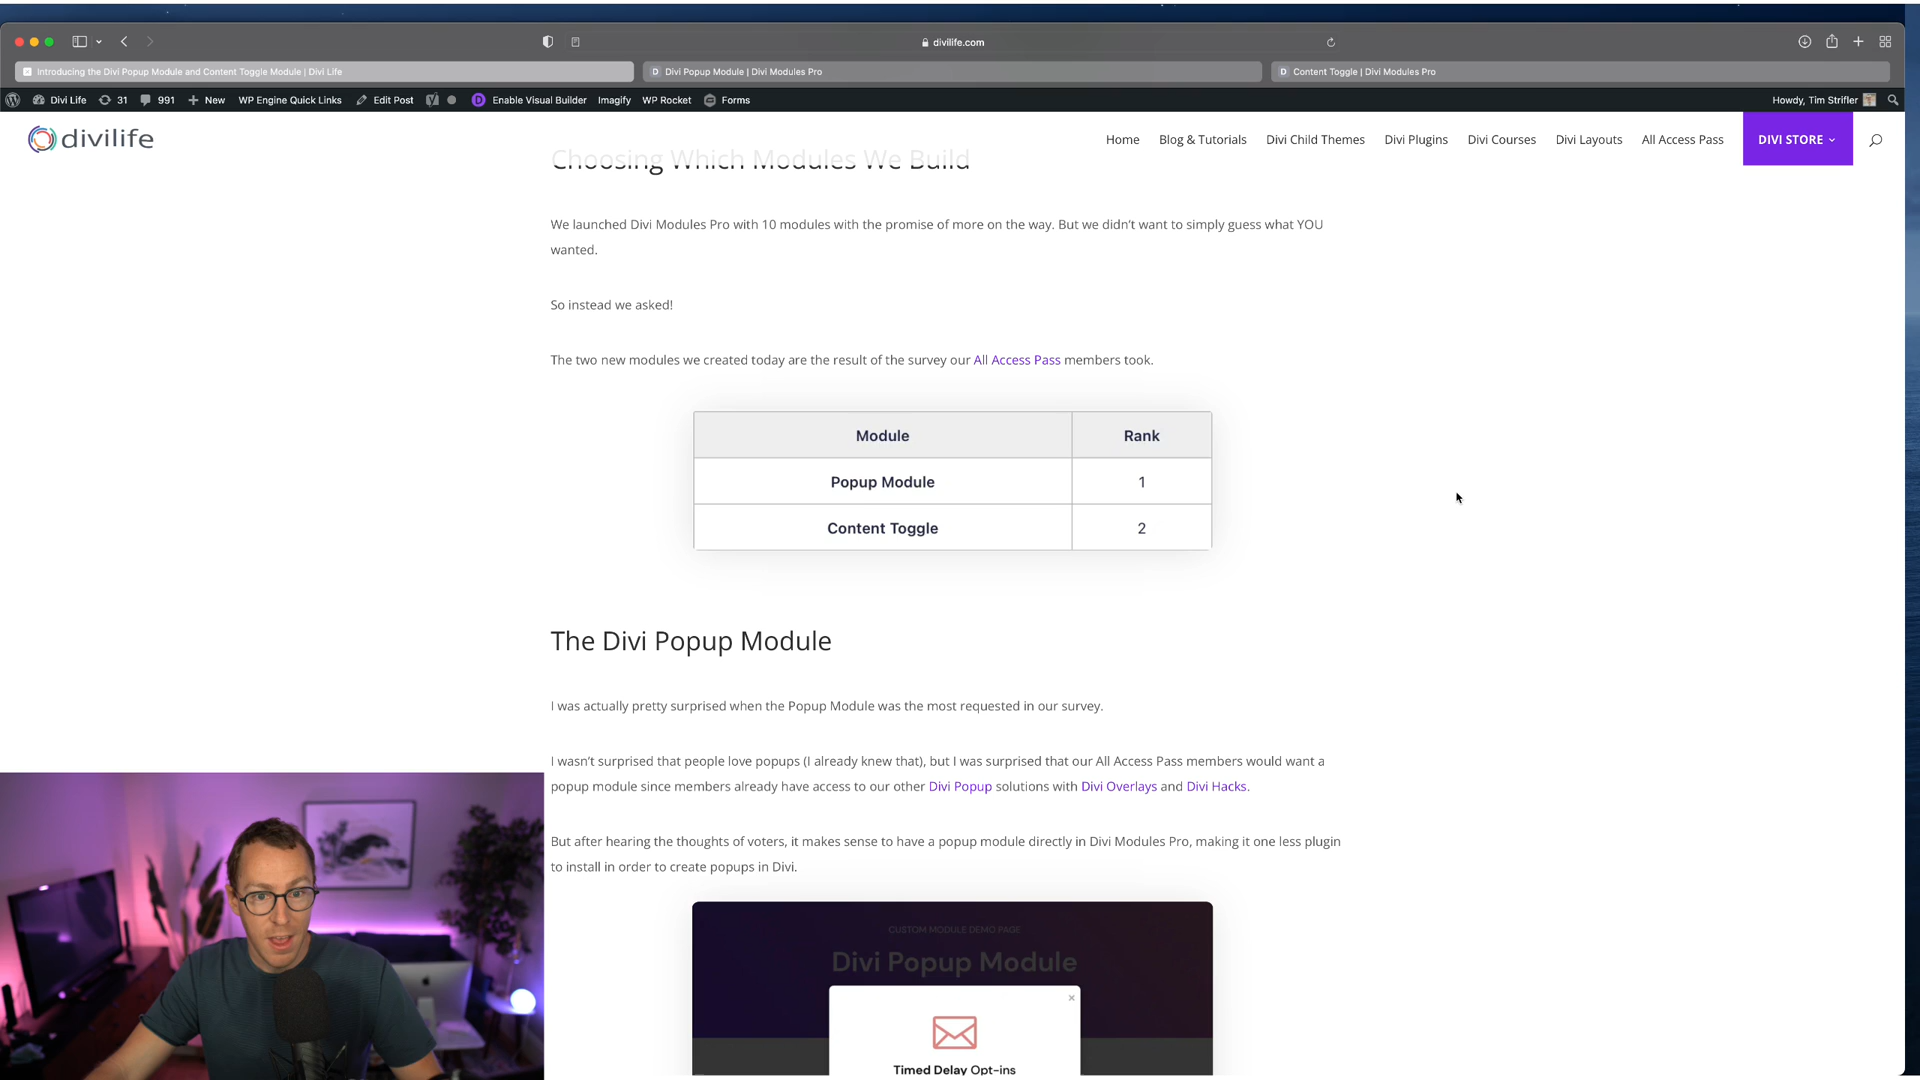 divilife.com
Introducing the Divi Popup Module and Content Toggle Module | Divi Life
D Divi Popup Module | Divi Modules Pro
D Content Toggle | Divi Modules Pro
Divi Life 31 991 New WP Engine Quick Links Edit Post D Enable Visual Builder Imagify WP Rocket Forms Howdy, Tim Strifler
divilife
Home Blog & Tutorials Divi Child Themes Divi Plugins Divi Courses Divi Layouts All Access Pass DIVI STORE
Choosing Which Modules We Build
We launched Divi Modules Pro with 10 modules with the promise of more on the way. But we didn't want to simply guess what YOU
wanted.
So instead we asked!
The two new modules we created today are the result of the survey our All Access Pass members took.
Module Rank
Popup Module 1
Content Toggle 2
The Divi Popup Module
I was actually pretty surprised when the Popup Module was the most requested in our survey.
I wasn't surprised that people love popups (I already knew that), but I was surprised that our All Access Pass members would want a
popup module since members already have access to our other Divi Popup solutions with Divi Overlays and Divi Hacks.
But after hearing the thoughts of voters, it makes sense to have a popup module directly in Divi Modules Pro, making it one less plugin
to install in order to create popups in Divi.
CUSTOM MODULE DEMO PAGE
Divi Popup Module
×
Timed Delay Opt-ins